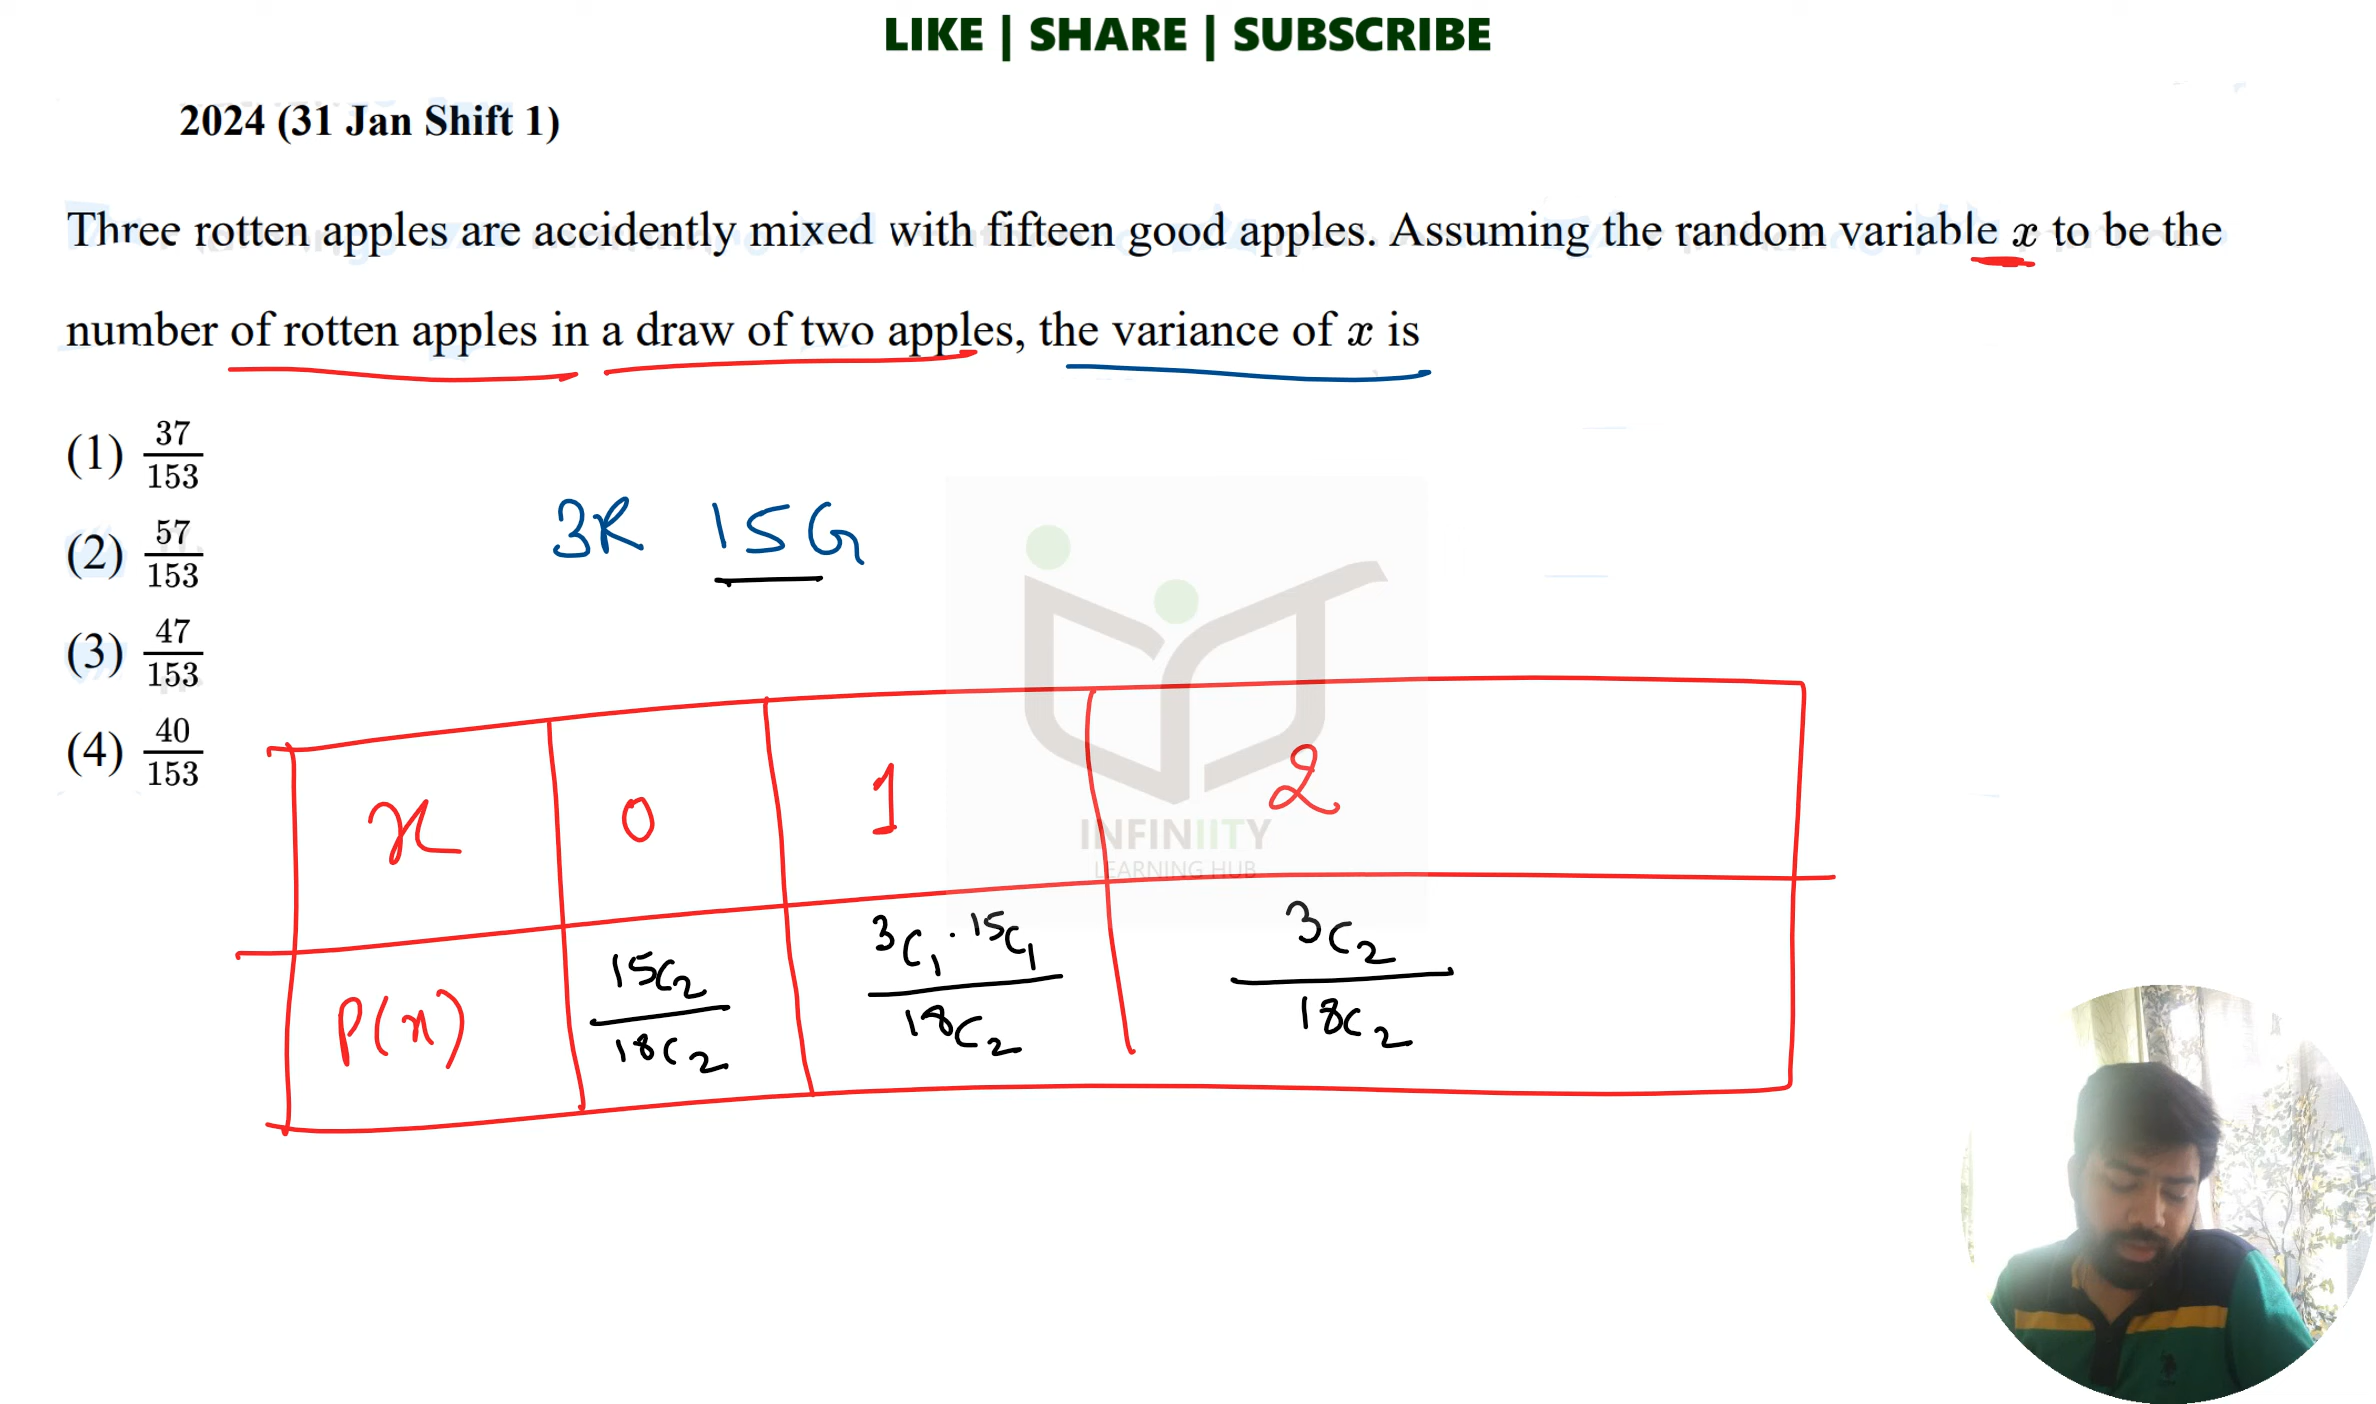 LIKE | SHARE | SUBSCRIBE
2024 (31 Jan Shift 1)
Three rotten apples are accidently mixed with fifteen good apples. Assuming the random variable x to be the
number of rotten apples in a draw of two apples, the variance of x is
(1) 37/153
(2) 57/153
(3) 47/153
(4) 40/153
3R 15G
INFINIITY
LEARNING HUB
x 0 1 2
P(x) 15C2/18C2 3C1·15C1/18C2 3C2/18C2